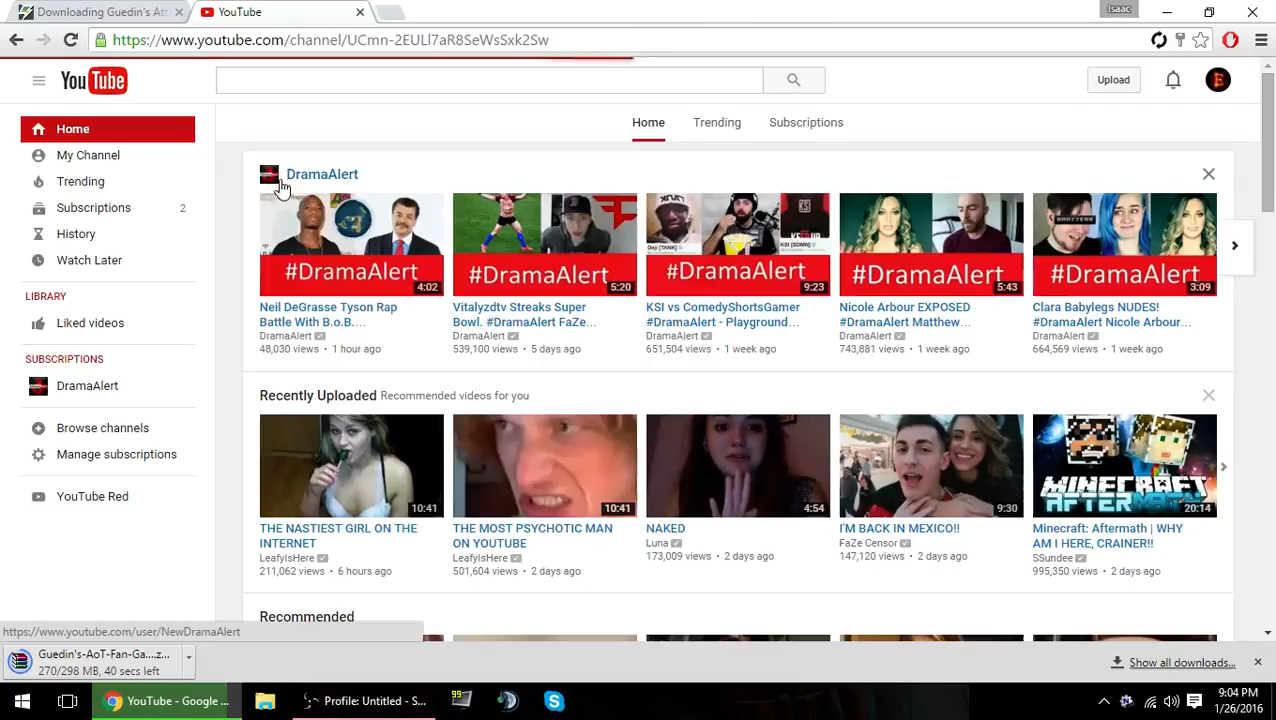 Downloading Guedin's Att
YouTube
Isaac
https://www.youtube.com/channel/UCmn-2EULl7aR8SeWsSxk2Sw
YouTube
Upload
Home
Trending
Subscriptions
Home
My Channel
Trending
Subscriptions 2
History
Watch Later
LIBRARY
Liked videos
SUBSCRIPTIONS
DramaAlert
Browse channels
Manage subscriptions
YouTube Red
DramaAlert
#DramaAlert 4:02
#DramaAlert 5:20
Deji [TANK]
KSI [SDMN]
#DramaAlert 9:23
#DramaAlert 5:43
BRAZZERS
#DramaAlert 3:09
Neil DeGrasse Tyson Rap
Battle With B.o.B....
DramaAlert
48,030 views • 1 hour ago
Vitalyzdtv Streaks Super
Bowl. #DramaAlert FaZe...
DramaAlert
539,100 views • 5 days ago
KSI vs ComedyShortsGamer
#DramaAlert - Playground...
DramaAlert
651,504 views • 1 week ago
Nicole Arbour EXPOSED
#DramaAlert Matthew...
DramaAlert
743,881 views • 1 week ago
Clara Babylegs NUDES!
#DramaAlert Nicole Arbour...
DramaAlert
664,569 views • 1 week ago
Recently Uploaded Recommended videos for you
10:41
10:41
4:54
9:30
MINECRAFT
AFTERMATH
20:14
THE NASTIEST GIRL ON THE
INTERNET
LeafyIsHere
211,062 views • 6 hours ago
THE MOST PSYCHOTIC MAN
ON YOUTUBE
LeafyIsHere
501,604 views • 2 days ago
NAKED
Luna
173,009 views • 2 days ago
I'M BACK IN MEXICO!!
FaZe Censor
147,120 views • 2 days ago
Minecraft: Aftermath | WHY
AM I HERE, CRAINER!!
SSundee
995,350 views • 2 days ago
Recommended
https://www.youtube.com/user/NewDramaAlert
Guedin's-AoT-Fan-Ga....z...
270/298 MB, 40 secs left
Show all downloads...
YouTube - Google ...
Profile: Untitled - S...
99
9:04 PM
1/26/2016